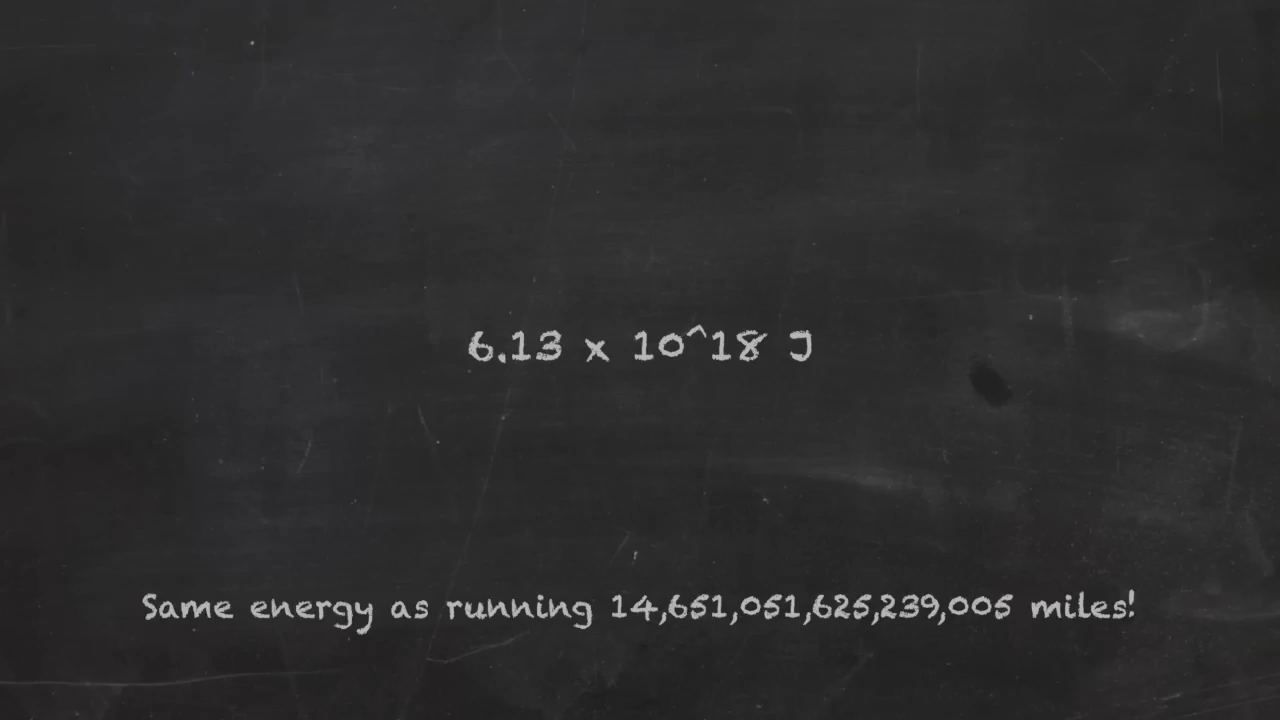 6.13 x 10^18 J
Same energy as running 14,651,051,625,239,005 miles!